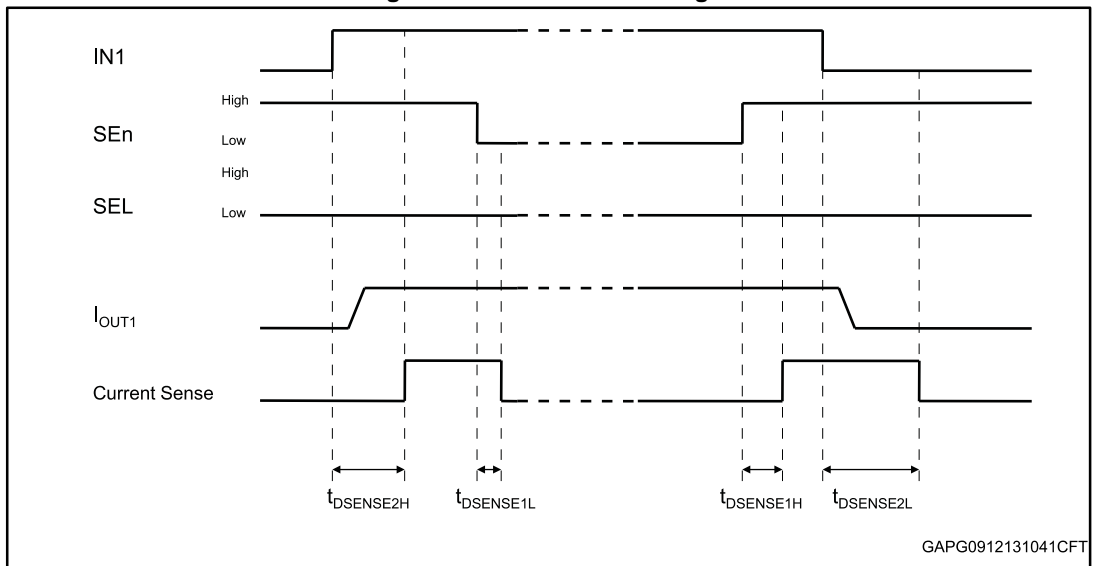 IN1
High
SEn
Low
High
SEL
Low
IOUT1
Current Sense
tDSENSE2H
tDSENSE1L
tDSENSE1H
tDSENSE2L
GAPG0912131041CFT